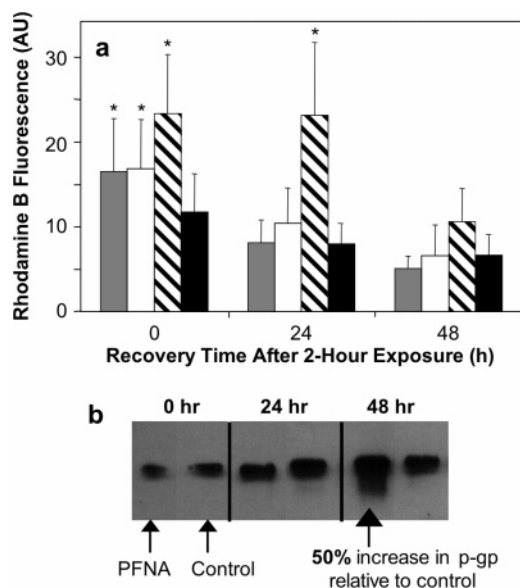 Rhodamine B Fluorescence (AU)
a
30
20
10
0
* * * *
0 24 48
Recovery Time After 2-Hour Exposure (h)
b
0 hr 24 hr 48 hr
PFNA Control
50% increase in p-gp
relative to control